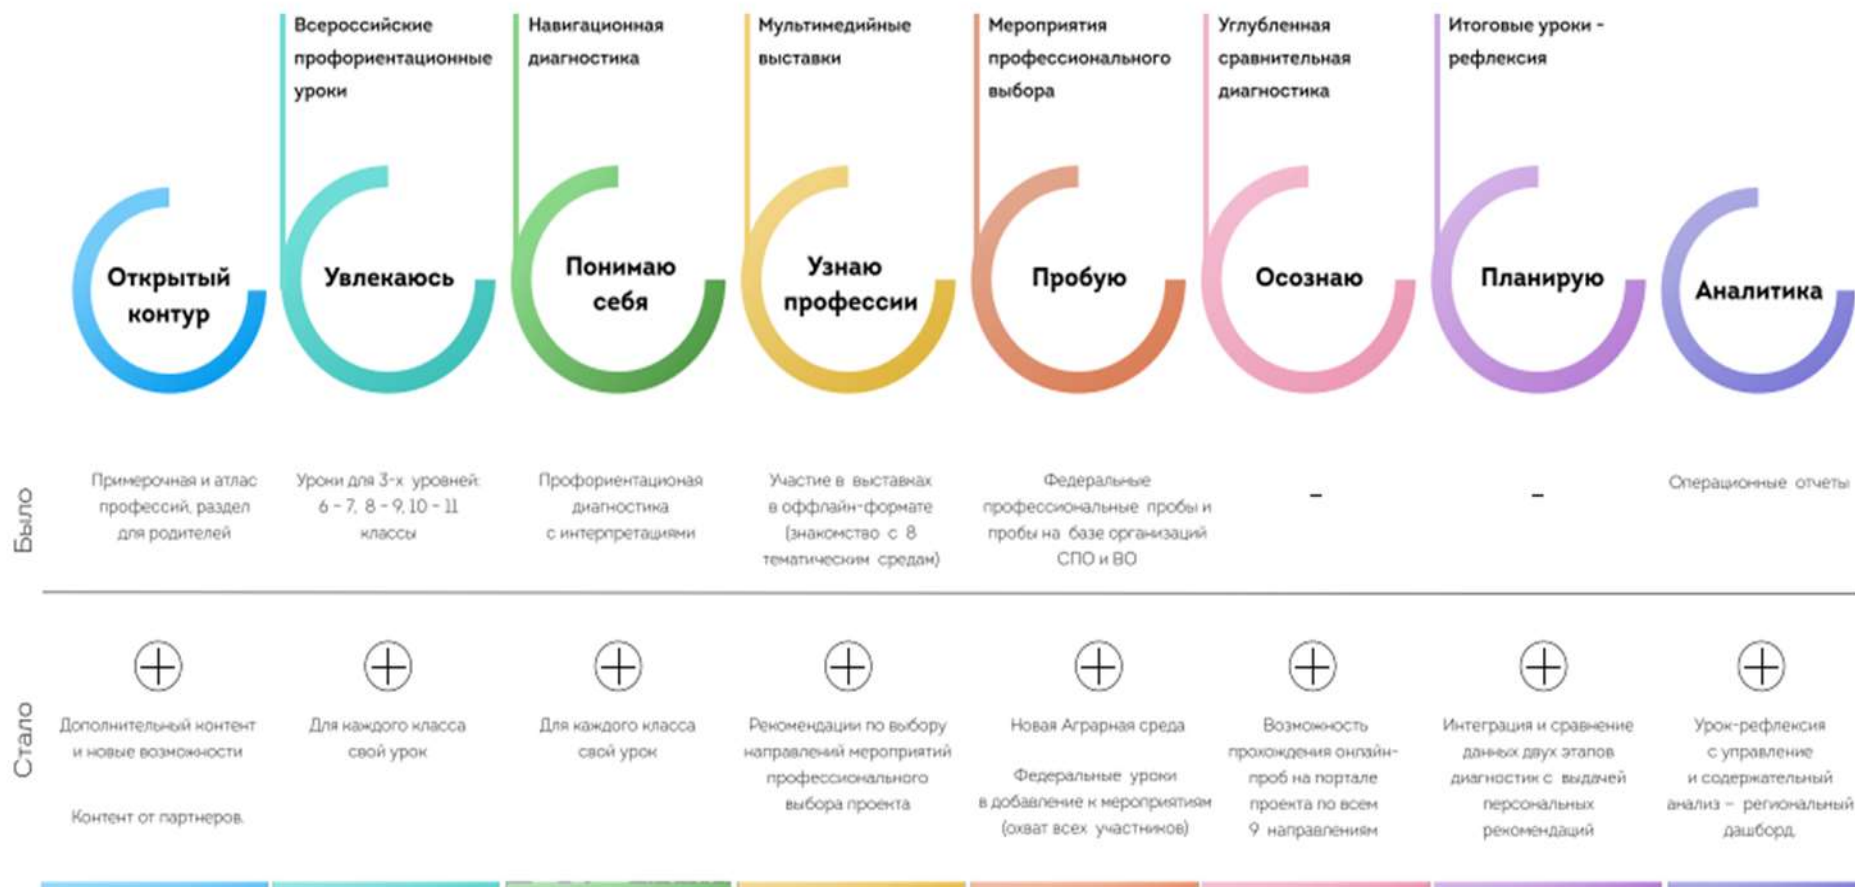 Всероссийские
профориентационные
уроки
Навигационная
диагностика
Мультимедийные
выставки
Мероприятия
профессионального
выбора
Углубленная
сравнительная
диагностика
Итоговые уроки -
рефлексия
Открытый
контур
Увлекаюсь
Понимаю
себя
Узнаю
профессии
Пробую
Осознаю
Планирую
Аналитика
Было
Примерочная и атлас
профессий, раздел
для родителей
Уроки для 3-х уровней:
6 - 7, 8 - 9, 10 - 11
классы
Профориентационая
диагностика
с интерпретациями
Участие в выставках
в оффлайн-формате
(знакомство с 8
тематическим средам)
Федеральные
профессиональные пробы и
пробы на базе организаций
СПО и ВО
–
–
Операционные отчеты
Стало
Дополнительный контент
и новые возможности
Контент от партнеров.
Для каждого класса
свой урок
Для каждого класса
свой урок
Рекомендации по выбору
направлений мероприятий
профессионального
выбора проекта
Новая Аграрная среда
Федеральные уроки
в добавление к мероприятиям
(охват всех участников)
Возможность
прохождения онлайн-
проб на портале
проекта по всем
9 направлениям
Интеграция и сравнение
данных двух этапов
диагностик с выдачей
персональных
рекомендаций
Урок-рефлексия
с управление
и содержательный
анализ – региональный
дашборд.